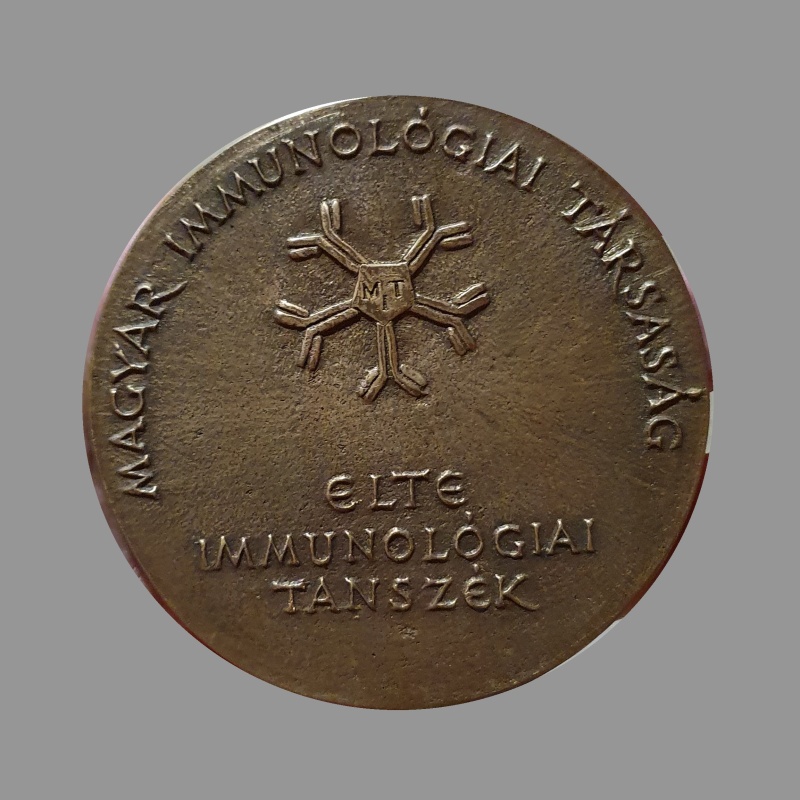 MAGYAR IMMUNOLÓGIAI TÁRSASÁG
MIT
ELTE
IMMUNOLÓGIAI
TANSZÉK